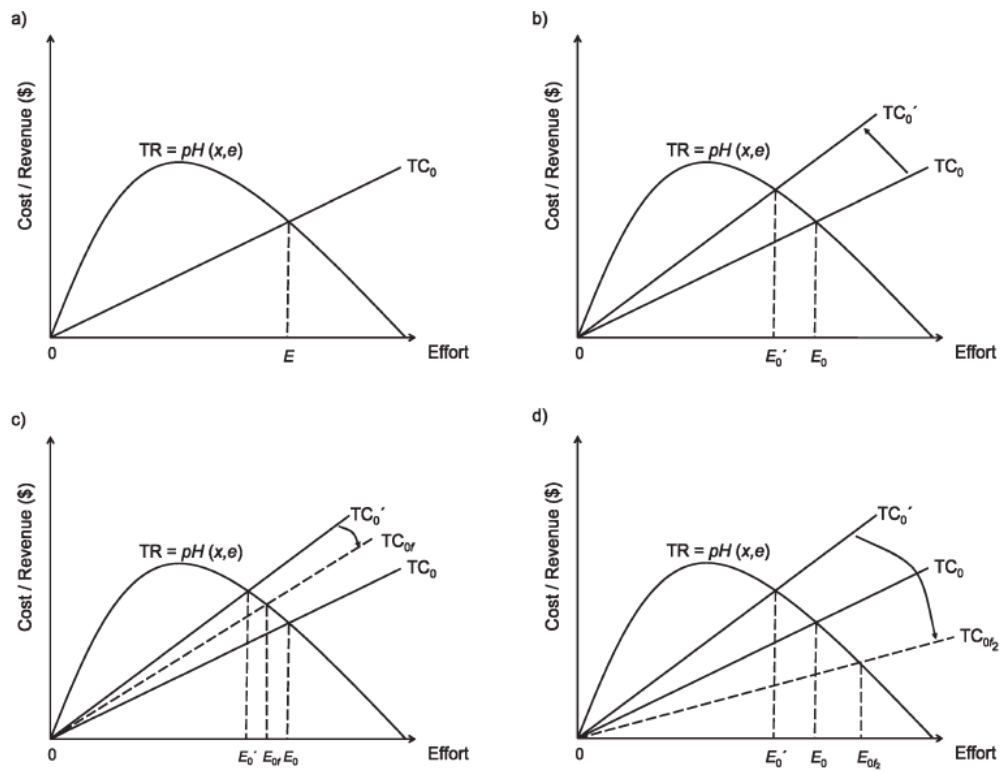 a)
Cost / Revenue ($)
TR = pH (x,e)
TC₀
0
E
Effort
b)
Cost / Revenue ($)
TR = pH (x,e)
TC₀´
TC₀
0
E₀´
E₀
Effort
c)
Cost / Revenue ($)
TR = pH (x,e)
TC₀´
TC0f
TC₀
0
E₀´
E0f
E₀
Effort
d)
Cost / Revenue ($)
TR = pH (x,e)
TC₀´
TC₀
TC0f₂
0
E₀´
E₀
E0f₂
Effort